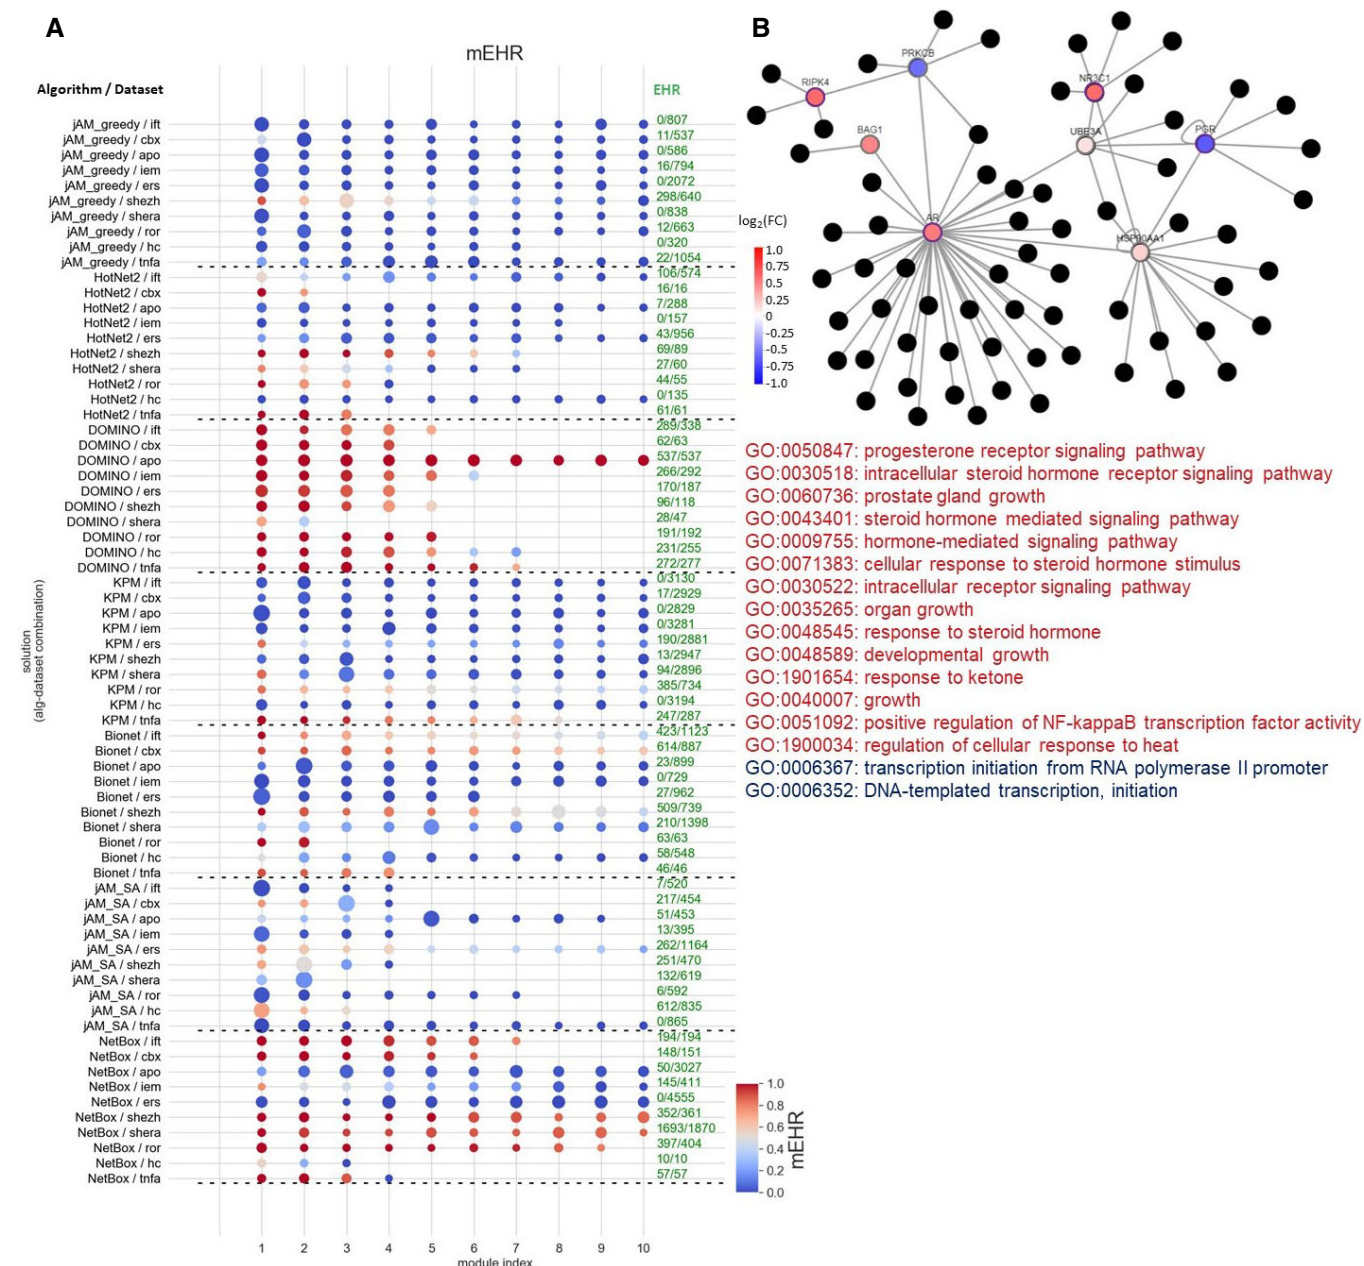 A
mEHR
Algorithm / Dataset
EHR
jAM_greedy / ift 0/807
jAM_greedy / cbx 11/537
jAM_greedy / apo 0/586
jAM_greedy / iem 16/794
jAM_greedy / ers 0/2072
jAM_greedy / shezh 298/640
jAM_greedy / shera 0/838
jAM_greedy / ror 12/663
jAM_greedy / hc 0/320
jAM_greedy / tnfa 22/1054
HotNet2 / ift 106/574
HotNet2 / cbx 16/16
HotNet2 / apo 7/288
HotNet2 / iem 0/157
HotNet2 / ers 43/956
HotNet2 / shezh 69/89
HotNet2 / shera 27/60
HotNet2 / ror 44/55
HotNet2 / hc 0/135
HotNet2 / tnfa 61/61
DOMINO / ift 289/338
DOMINO / cbx 62/63
DOMINO / apo 537/537
DOMINO / iem 266/292
DOMINO / ers 170/187
DOMINO / shezh 96/118
DOMINO / shera 28/47
DOMINO / ror 191/192
DOMINO / hc 231/255
DOMINO / tnfa 272/277
KPM / ift 0/3130
KPM / cbx 17/2929
KPM / apo 0/2829
KPM / iem 0/3281
KPM / ers 190/2881
KPM / shezh 13/2947
KPM / shera 94/2896
KPM / ror 385/734
KPM / hc 0/3194
KPM / tnfa 247/287
Bionet / ift 423/1123
Bionet / cbx 614/887
Bionet / apo 23/899
Bionet / iem 0/729
Bionet / ers 27/962
Bionet / shezh 509/739
Bionet / shera 210/1398
Bionet / ror 63/63
Bionet / hc 58/548
Bionet / tnfa 46/46
jAM_SA / ift 7/520
jAM_SA / cbx 217/454
jAM_SA / apo 51/453
jAM_SA / iem 13/395
jAM_SA / ers 262/1164
jAM_SA / shezh 251/470
jAM_SA / shera 132/619
jAM_SA / ror 6/592
jAM_SA / hc 612/835
jAM_SA / tnfa 0/865
NetBox / ift 194/194
NetBox / cbx 148/151
NetBox / apo 50/3027
NetBox / iem 145/411
NetBox / ers 0/4555
NetBox / shezh 352/361
NetBox / shera 1693/1870
NetBox / ror 397/404
NetBox / hc 10/10
NetBox / tnfa 57/57
solution
(alg-dataset combination)
1 2 3 4 5 6 7 8 9 10
module index
1.0
0.8
0.6
0.4
0.2
0.0
mEHR
B
PRKCB
RIPK4
NR3C1
BAG1
UBE3A
PGR
AR
HSP90AA1
log2(FC)
1.0
0.75
0.5
0.25
0
-0.25
-0.5
-0.75
-1.0
GO:0050847: progesterone receptor signaling pathway
GO:0030518: intracellular steroid hormone receptor signaling pathway
GO:0060736: prostate gland growth
GO:0043401: steroid hormone mediated signaling pathway
GO:0009755: hormone-mediated signaling pathway
GO:0071383: cellular response to steroid hormone stimulus
GO:0030522: intracellular receptor signaling pathway
GO:0035265: organ growth
GO:0048545: response to steroid hormone
GO:0048589: developmental growth
GO:1901654: response to ketone
GO:0040007: growth
GO:0051092: positive regulation of NF-kappaB transcription factor activity
GO:1900034: regulation of cellular response to heat
GO:0006367: transcription initiation from RNA polymerase II promoter
GO:0006352: DNA-templated transcription, initiation